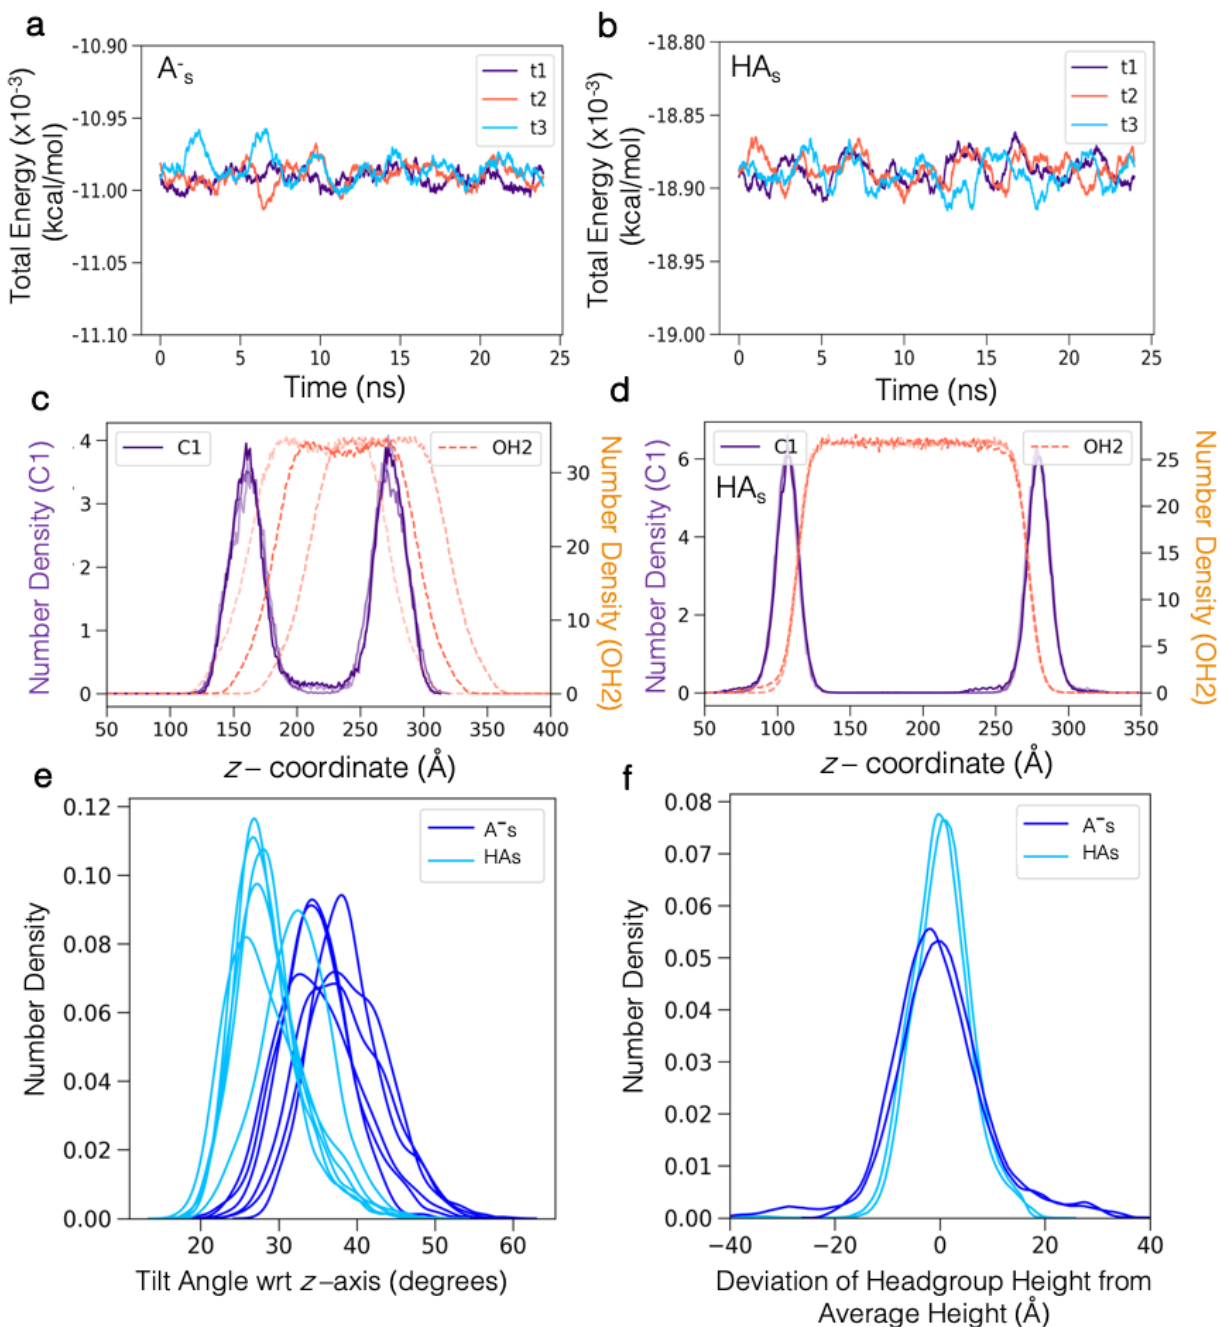 a
-10.90
-10.95
-11.00
-11.05
-11.10
A-s
t1
t2
t3
Total Energy (x10-3)
(kcal/mol)
0 5 10 15 20 25
Time (ns)
b
-18.80
-18.85
-18.90
-18.95
-19.00
HAs
t1
t2
t3
Total Energy (x10-3)
(kcal/mol)
0 5 10 15 20 25
Time (ns)
c
4
3
2
1
0
C1
OH2
30
20
10
0
Number Density (C1)
Number Density (OH2)
50 100 150 200 250 300 350 400
z– coordinate (Å)
d
6
4
2
0
C1
OH2
HAs
25
20
15
10
5
0
Number Density (C1)
Number Density (OH2)
50 100 150 200 250 300 350
z– coordinate (Å)
e
0.12
0.10
0.08
0.06
0.04
0.02
0.00
A-s
HAs
Number Density
20 30 40 50 60
Tilt Angle wrt z–axis (degrees)
f
0.08
0.07
0.06
0.05
0.04
0.03
0.02
0.01
0.00
A-s
HAs
Number Density
−40 −20 0 20 40
Deviation of Headgroup Height from
Average Height (Å)